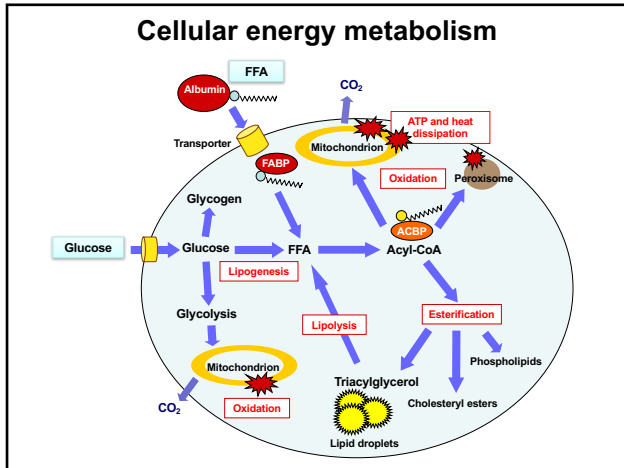 Cellular energy metabolism
FFA
Albumin
CO₂
ATP and heat
dissipation
Transporter
Mitochondrion
FABP
Oxidation
Peroxisome
Glycogen
ACBP
Glucose
Glucose
FFA
Acyl-CoA
Lipogenesis
Glycolysis
Lipolysis
Esterification
Mitochondrion
Phospholipids
Triacylglycerol
CO₂
Oxidation
Cholesteryl esters
Lipid droplets